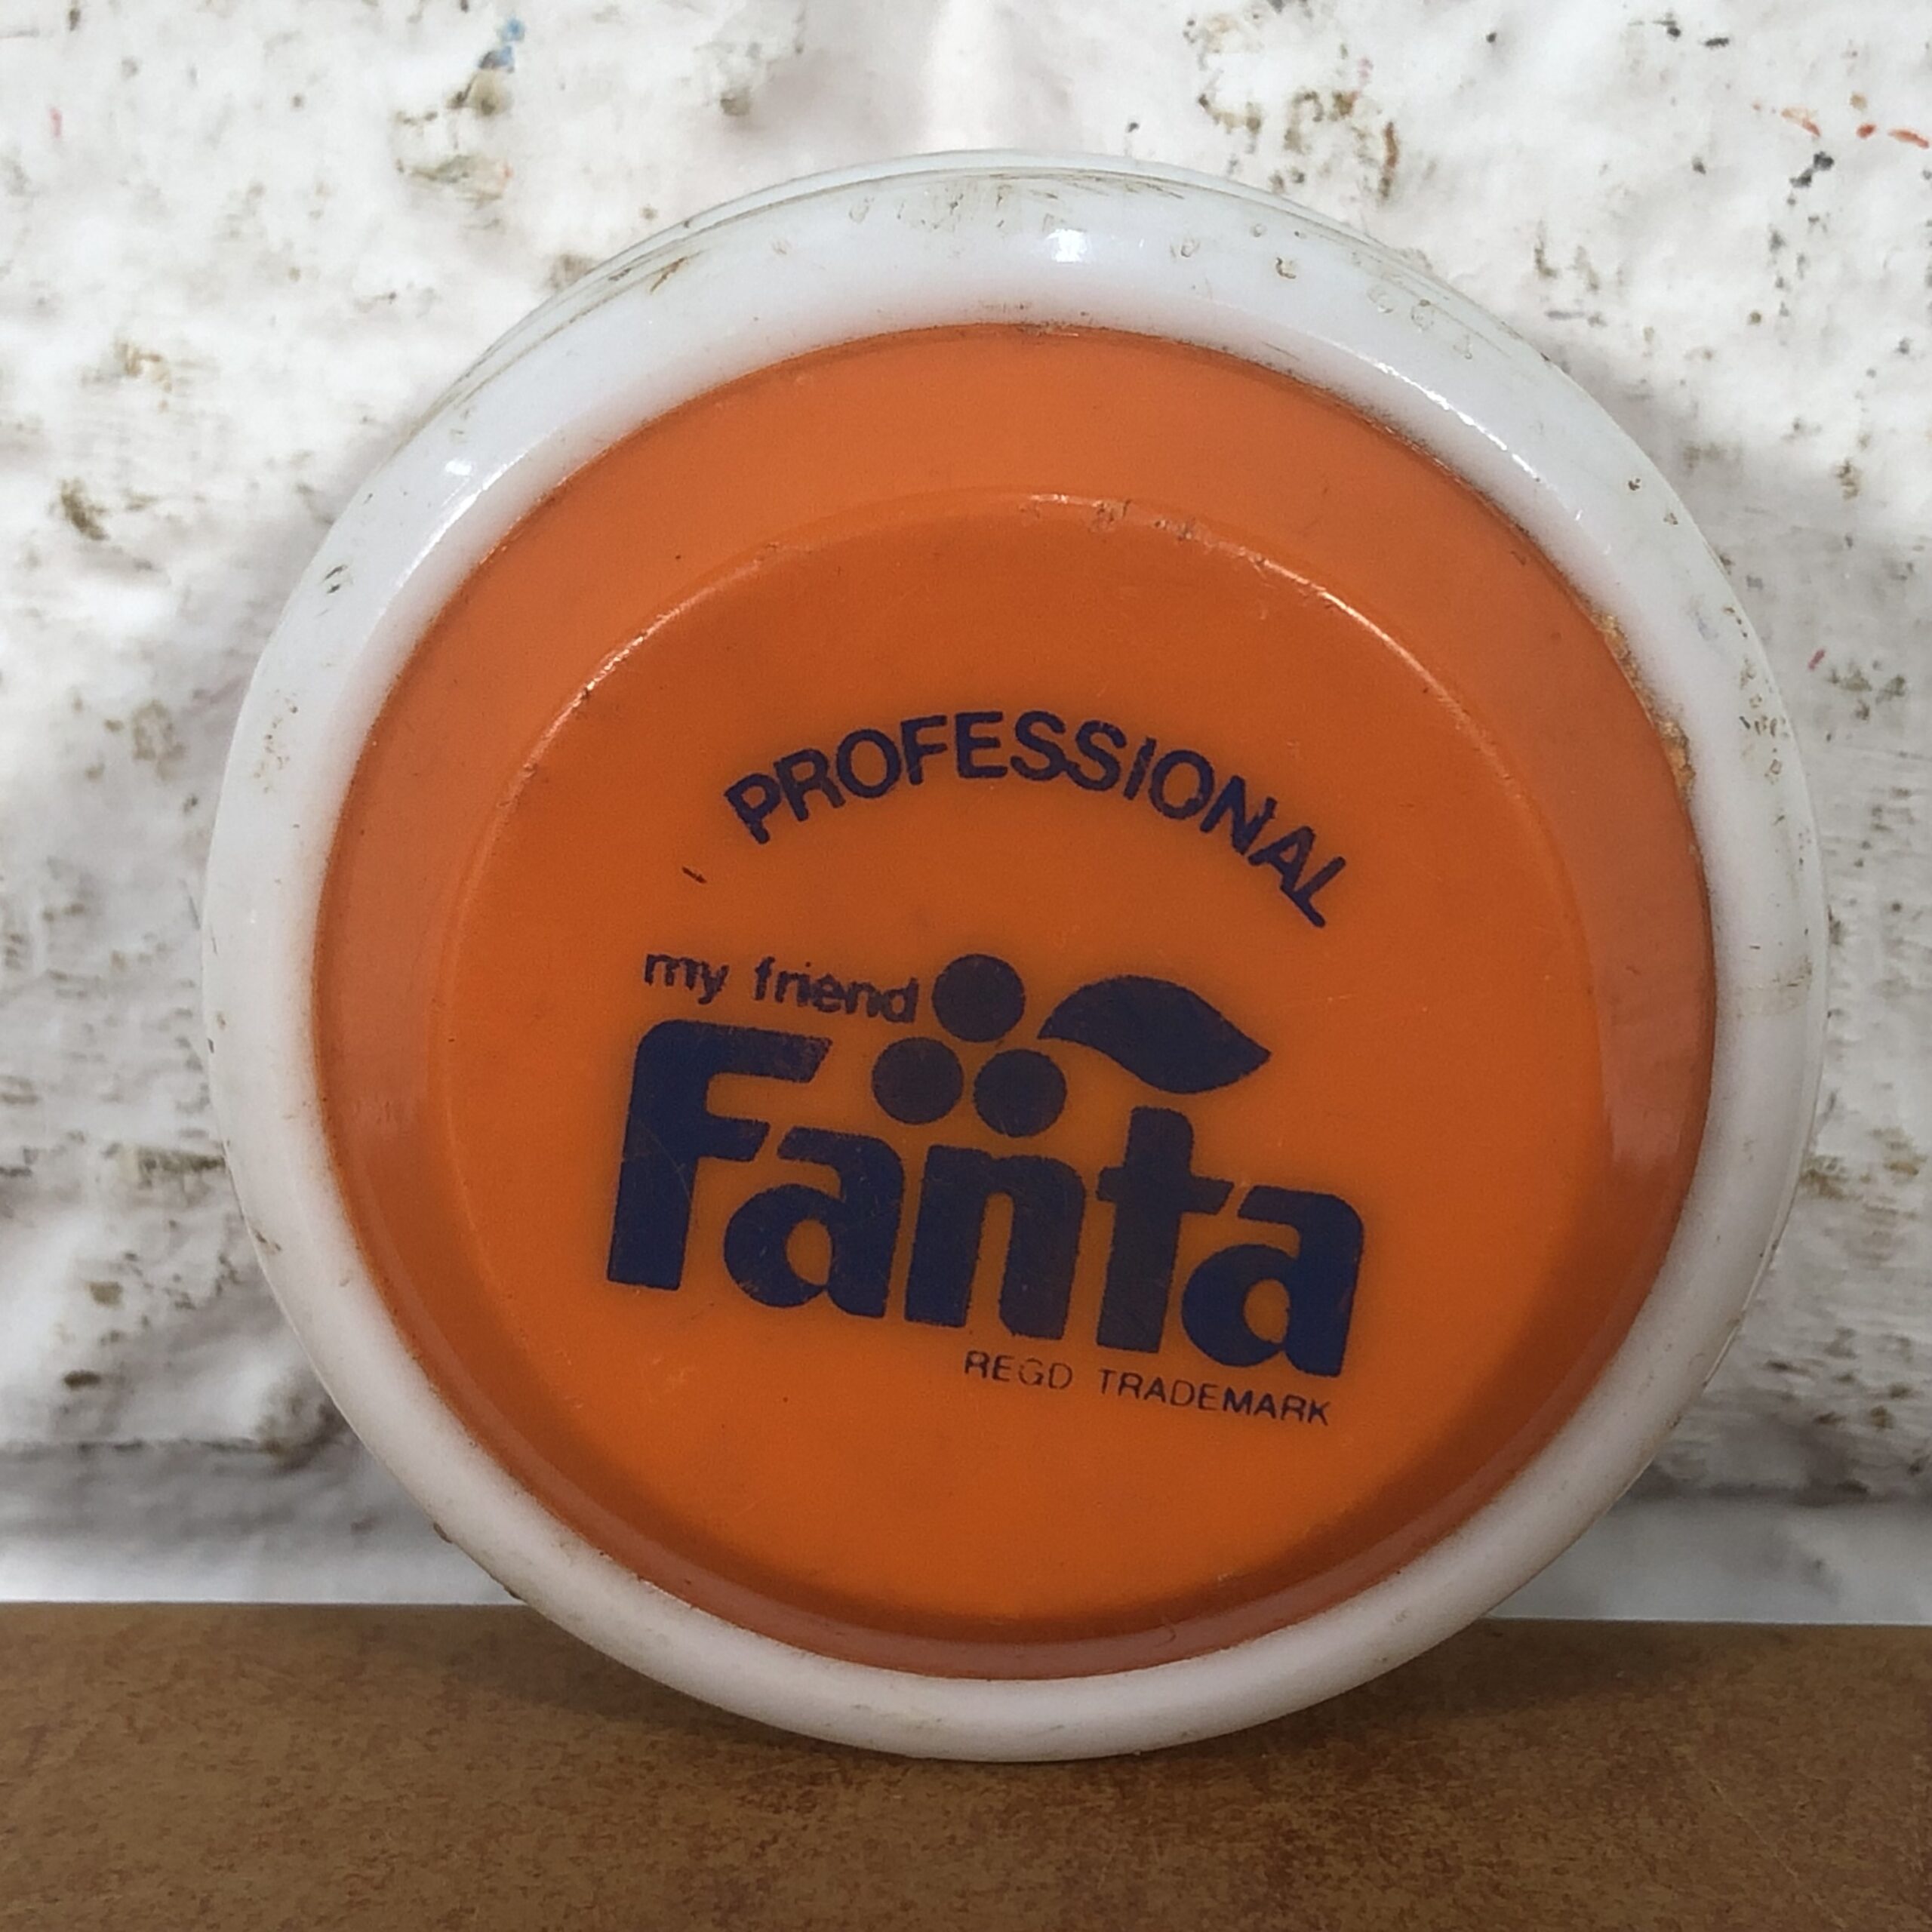 PROFESSIONAL
my friend
Fanta
REGD TRADEMARK